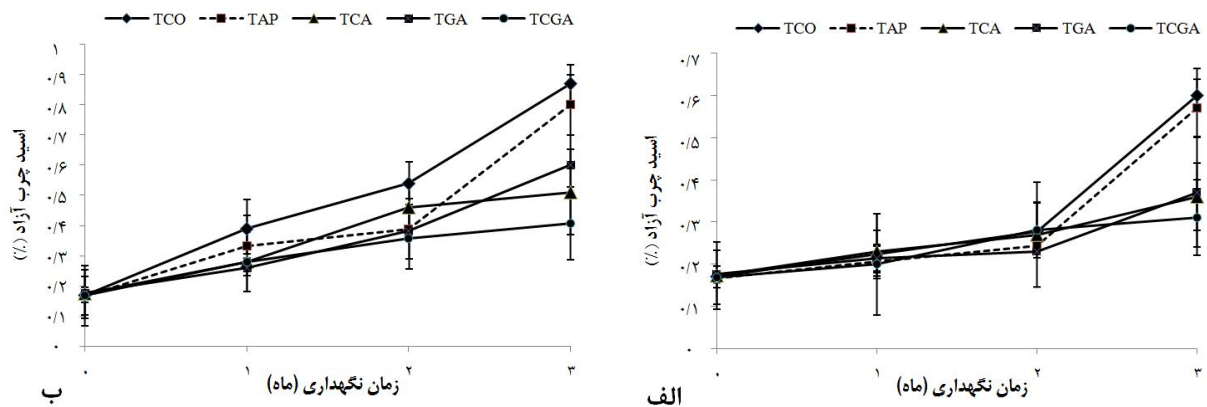 TCO TAP TCA TGA TCGA
۰/۷
۰/۶
۰/۵
۰/۴
۰/۳
۰/۲
۰/۱
۰
اسید چرب آزاد (٪)
۰ ۱ ۲ ۳
زمان نگهداری (ماه)
الف
TCO TAP TCA TGA TCGA
۱
۰/۹
۰/۸
۰/۷
۰/۶
۰/۵
۰/۴
۰/۳
۰/۲
۰/۱
۰
اسید چرب آزاد (٪)
۰ ۱ ۲ ۳
زمان نگهداری (ماه)
ب